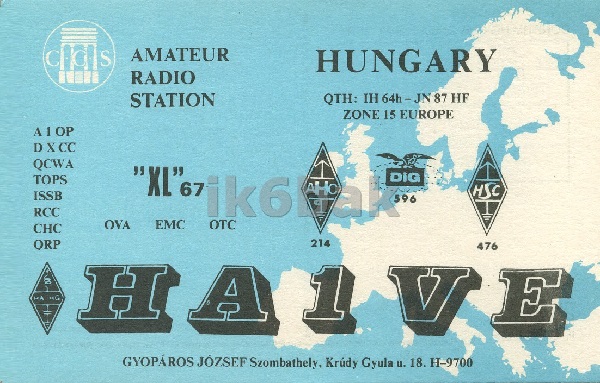 C C S
AMATEUR
RADIO
STATION
HUNGARY
QTH: IH 64h – JN 87 HF
ZONE 15 EUROPE
A 1 OP
D X CC
QCWA
TOPS
ISSB
RCC
CHC
QRP
"XL" 67
OVA EMC OTC
AHC
214
DIG
596
HSC
476
ik6bak
HA1VE
GYOPÁROS JÓZSEF Szombathely, Krúdy Gyula u. 18. H–9700